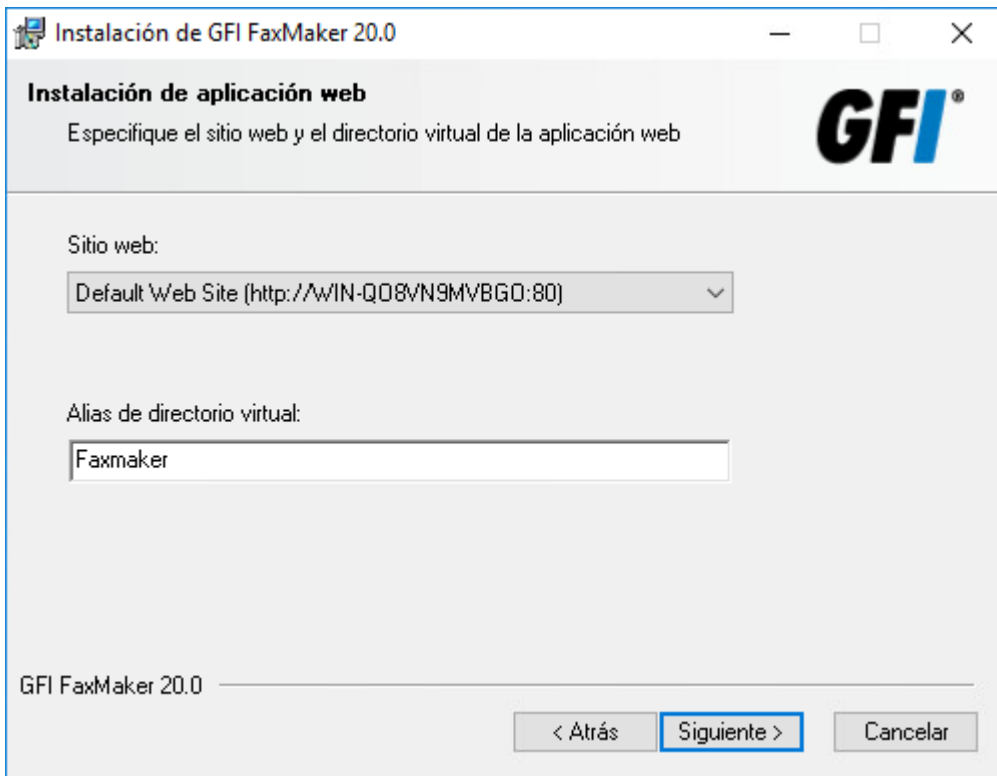 Instalación de GFI FaxMaker 20.0
Instalación de aplicación web
Especifique el sitio web y el directorio virtual de la aplicación web
GFI®
Sitio web:
Default Web Site (http://WIN-QO8VN9MVBGO:80)
Alias de directorio virtual:
Faxmaker
GFI FaxMaker 20.0
< Atrás
Siguiente >
Cancelar